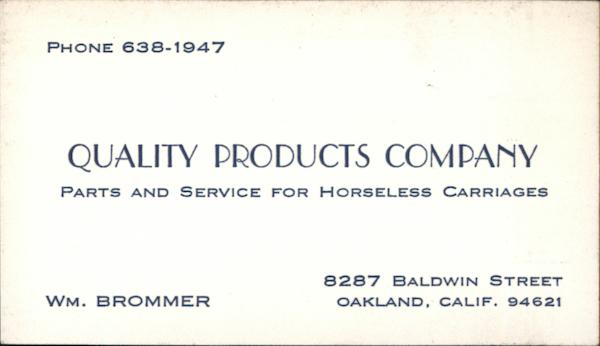 PHONE 638-1947
QUALITY PRODUCTS COMPANY
PARTS AND SERVICE FOR HORSELESS CARRIAGES
8287 BALDWIN STREET
WM. BROMMER
OAKLAND, CALIF. 94621